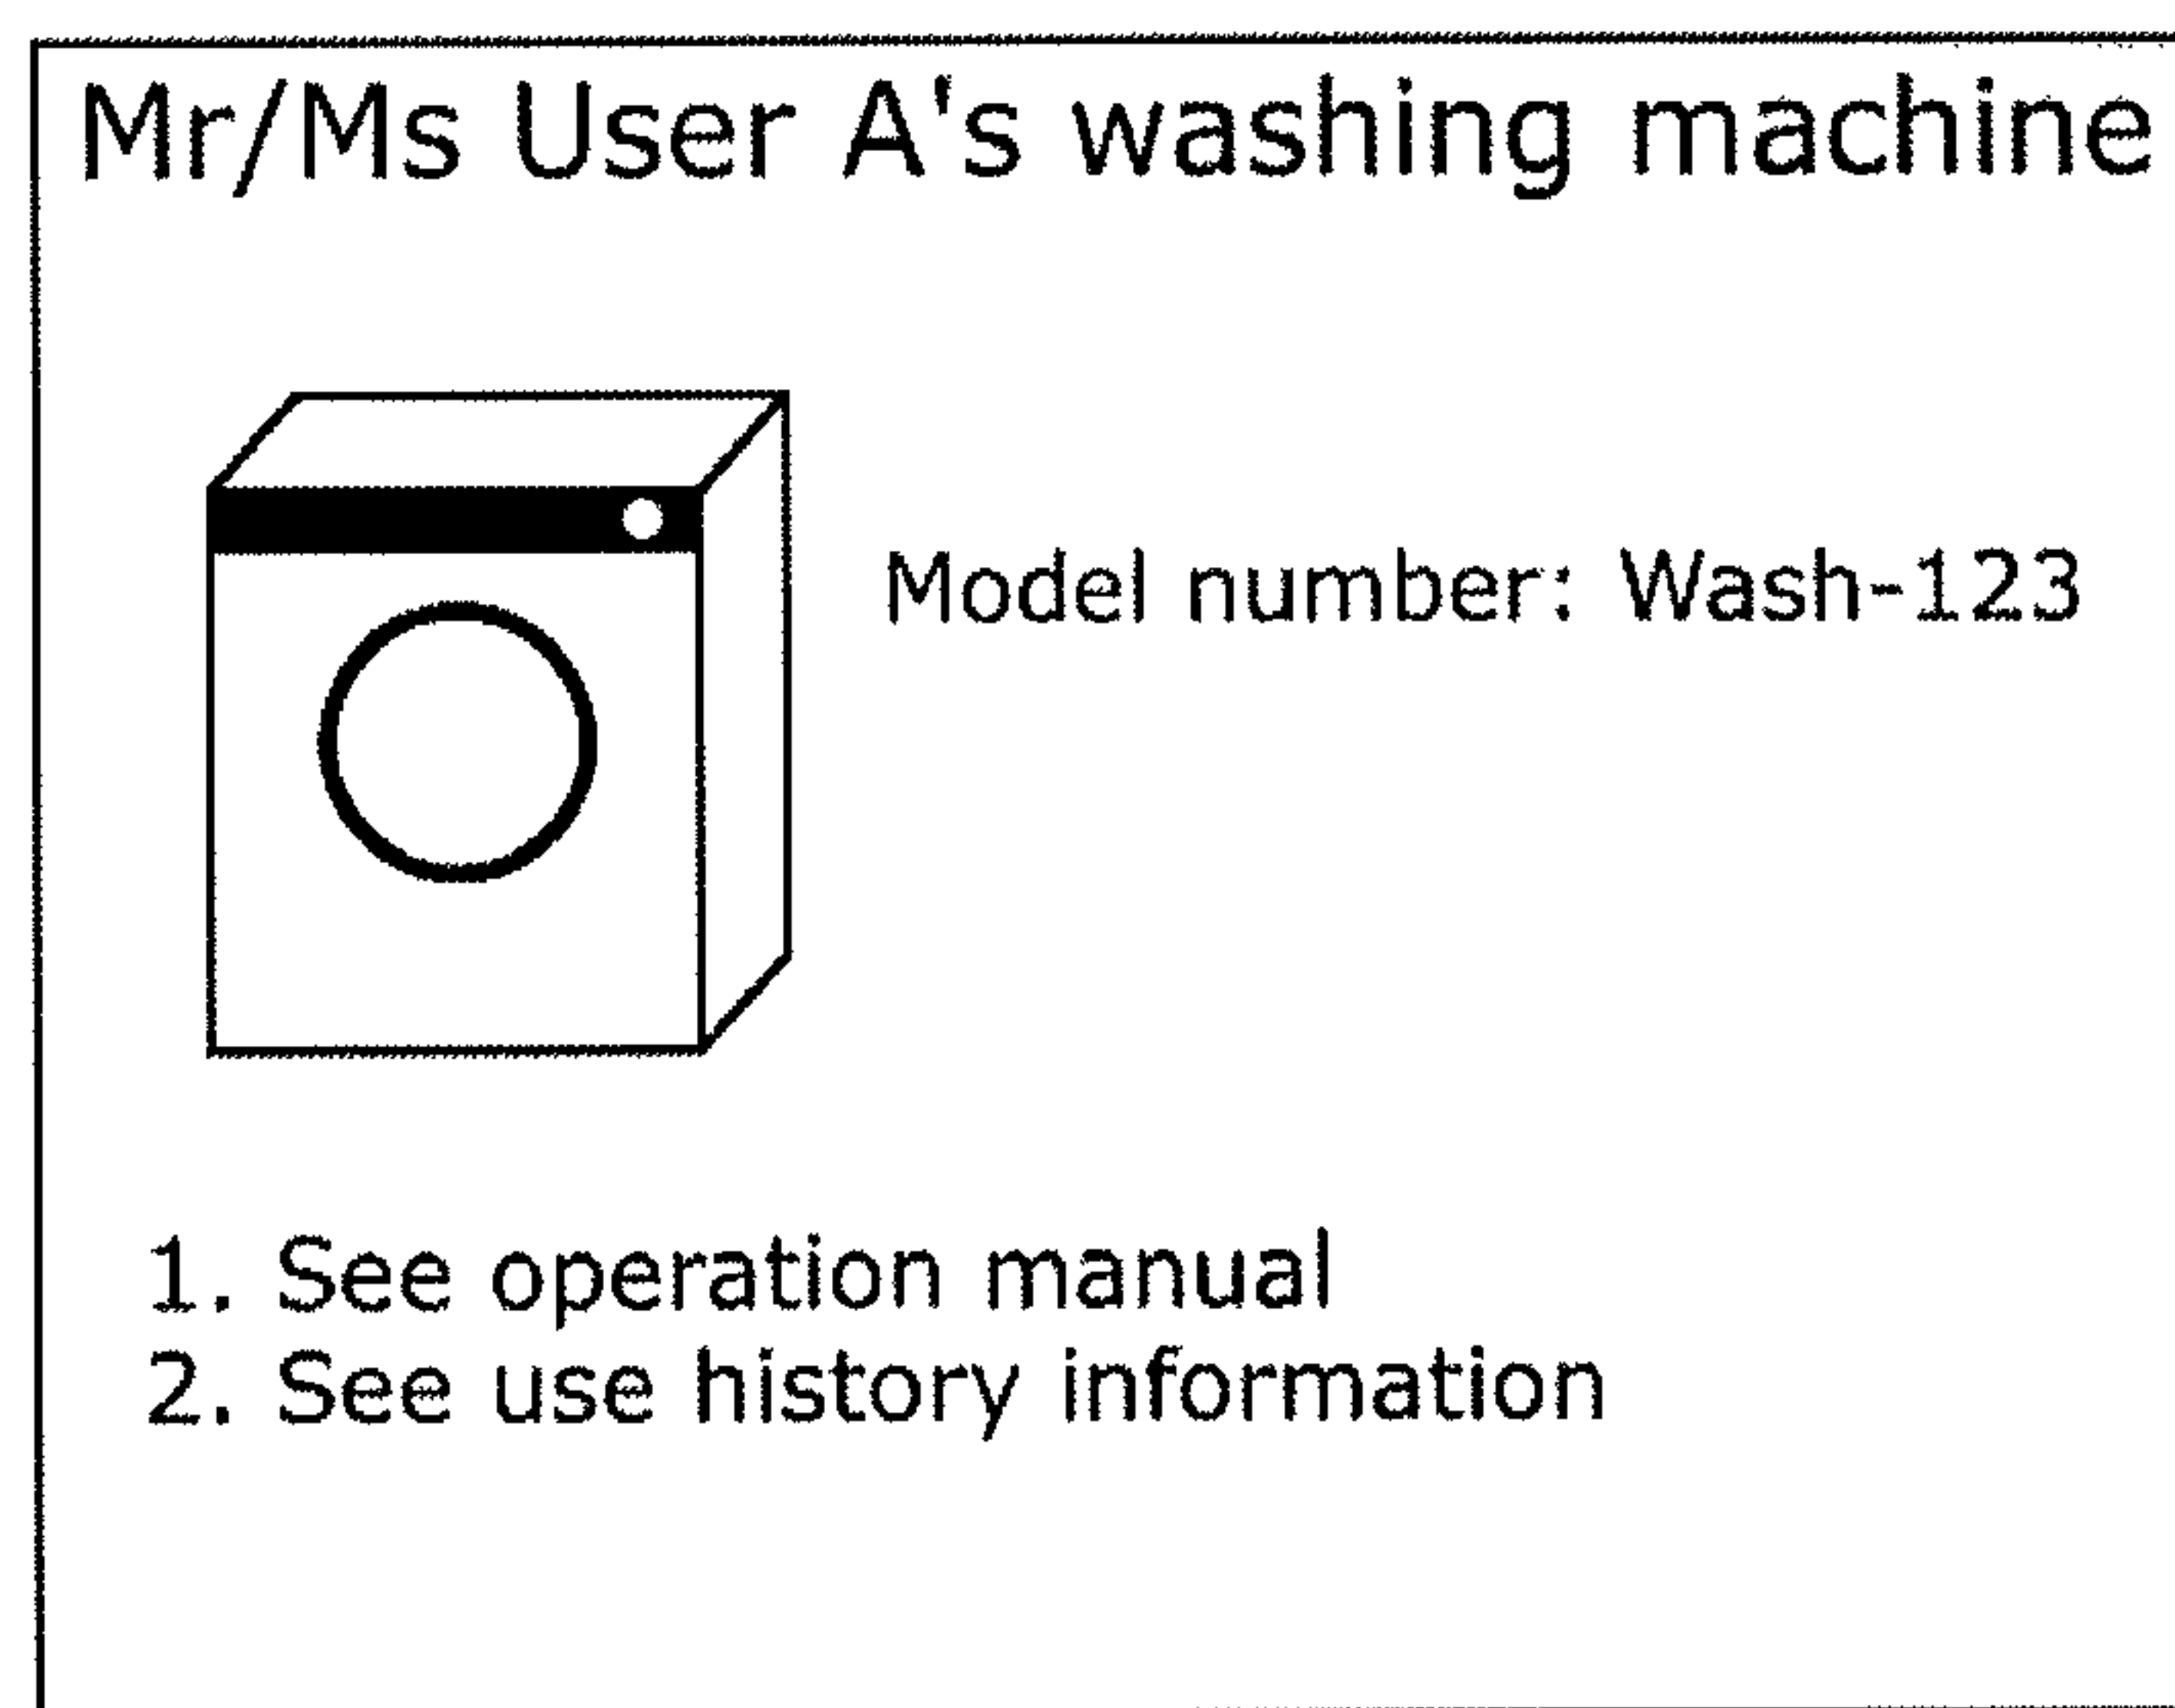 Mr/Ms User A's washing machine
Model number: Wash-123
1. See operation manual
2. See use history information